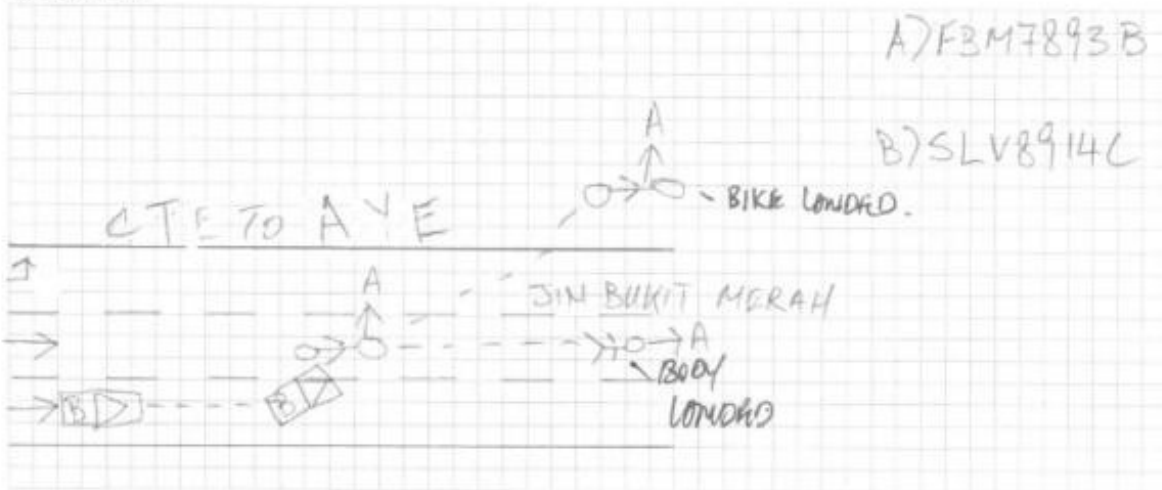 A) FBM7893B
B) SLV8914C
A
BIKE LANDED.
CTE TO AYE
A
JLN BUKIT MERAH
A
BODY
LANDED
B
B